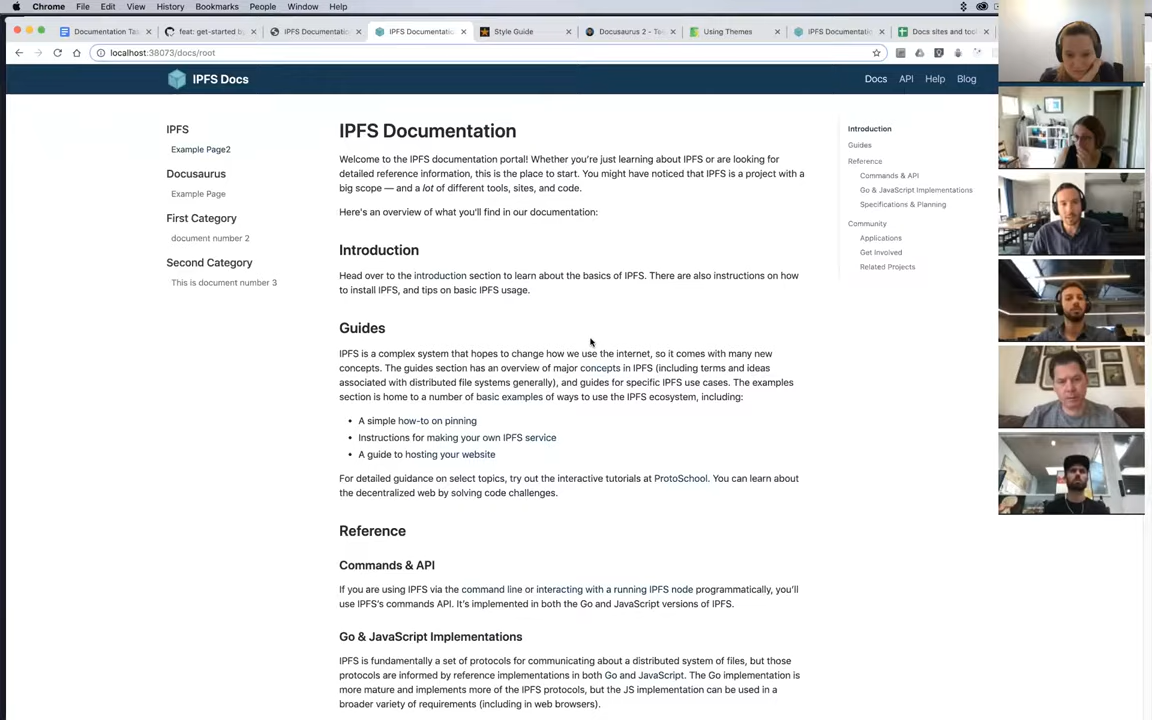 Chrome File Edit View History Bookmarks People Window Help
Documentation Ta
feat: get-started b
IPFS Documentatio
IPFS Documentatio
Style Guide
Docusaurus 2 - Te
Using Themes
IPFS Documentatio
Docs sites and too
localhost:38073/docs/root
IPFS Docs
Docs API Help Blog
IPFS
Example Page2
Docusaurus
Example Page
First Category
document number 2
Second Category
This is document number 3
IPFS Documentation
Welcome to the IPFS documentation portal! Whether you're just learning about IPFS or are looking for
detailed reference information, this is the place to start. You might have noticed that IPFS is a project with a
big scope — and a lot of different tools, sites, and code.
Here's an overview of what you'll find in our documentation:
Introduction
Head over to the introduction section to learn about the basics of IPFS. There are also instructions on how
to install IPFS, and tips on basic IPFS usage.
Guides
IPFS is a complex system that hopes to change how we use the internet, so it comes with many new
concepts. The guides section has an overview of major concepts in IPFS (including terms and ideas
associated with distributed file systems generally), and guides for specific IPFS use cases. The examples
section is home to a number of basic examples of ways to use the IPFS ecosystem, including:
• A simple how-to on pinning
• Instructions for making your own IPFS service
• A guide to hosting your website
For detailed guidance on select topics, try out the interactive tutorials at ProtoSchool. You can learn about
the decentralized web by solving code challenges.
Reference
Commands & API
If you are using IPFS via the command line or interacting with a running IPFS node programmatically, you'll
use IPFS's commands API. It's implemented in both the Go and JavaScript versions of IPFS.
Go & JavaScript Implementations
IPFS is fundamentally a set of protocols for communicating about a distributed system of files, but those
protocols are informed by reference implementations in both Go and JavaScript. The Go implementation is
more mature and implements more of the IPFS protocols, but the JS implementation can be used in a
broader variety of requirements (including in web browsers).
Introduction
Guides
Reference
Commands & API
Go & JavaScript Implementations
Specifications & Planning
Community
Applications
Get Involved
Related Projects